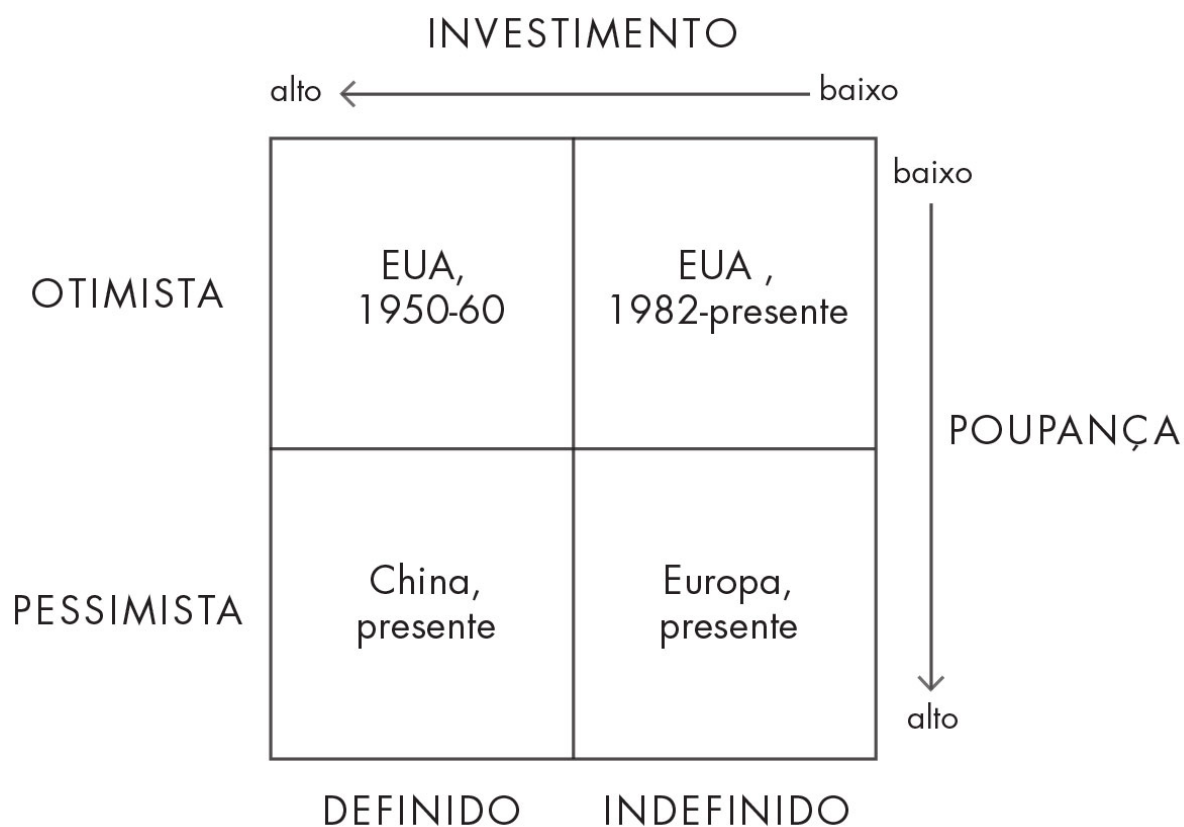 INVESTIMENTO
alto
baixo
baixo
OTIMISTA
EUA,
1950-60
EUA ,
1982-presente
POUPANÇA
PESSIMISTA
China,
presente
Europa,
presente
alto
DEFINIDO
INDEFINIDO